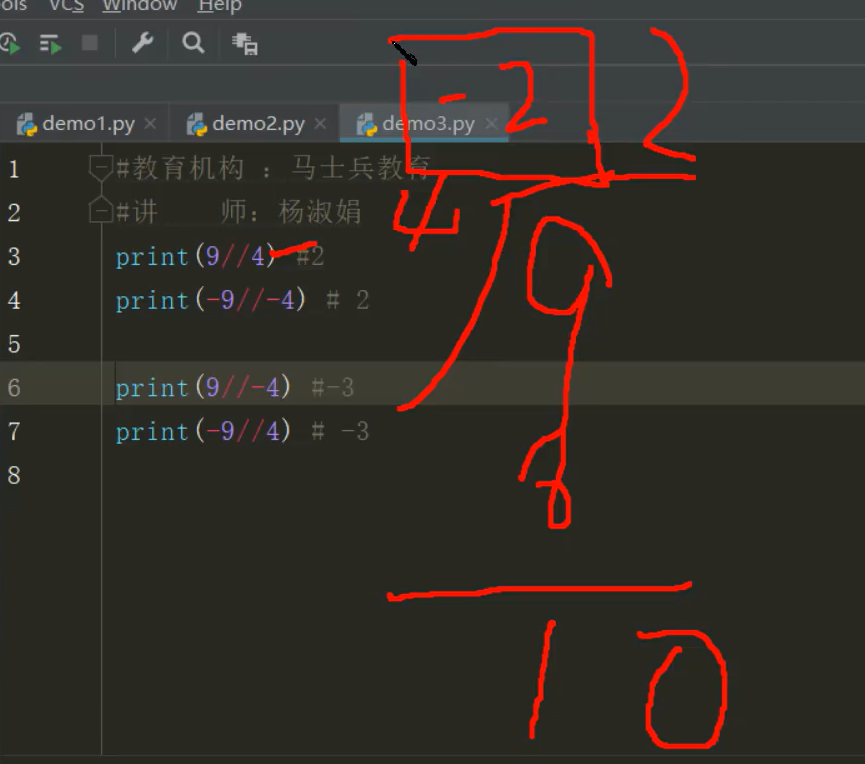 ols VCS Window Help
demo1.py demo2.py demo3.py
1 #教育机构 ：马士兵教育
2 #讲    师：杨淑娟
3 print(9//4) #2
4 print(-9//-4) # 2
5
6 print(9//-4) #-3
7 print(-9//4) # -3
8
-2 2
4 9
8
1 0